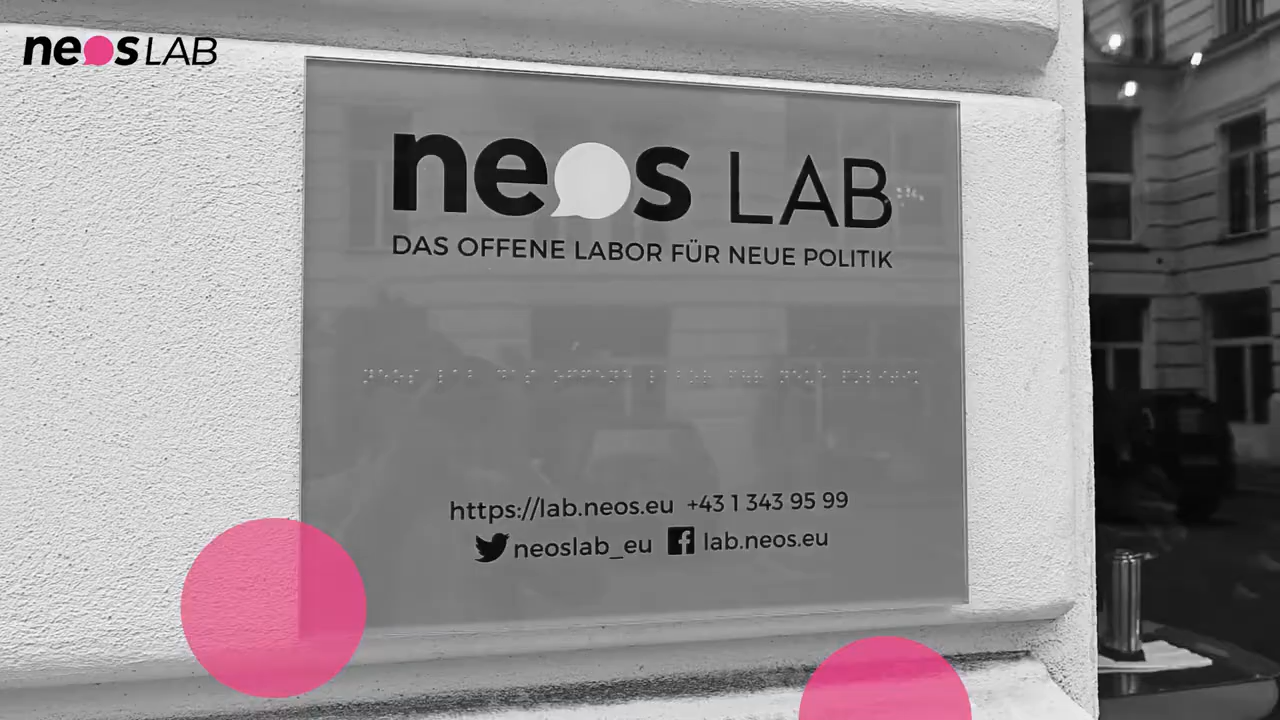 neos LAB
neos LAB
DAS OFFENE LABOR FÜR NEUE POLITIK
https://lab.neos.eu +43 1 343 95 99
neoslab_eu lab.neos.eu